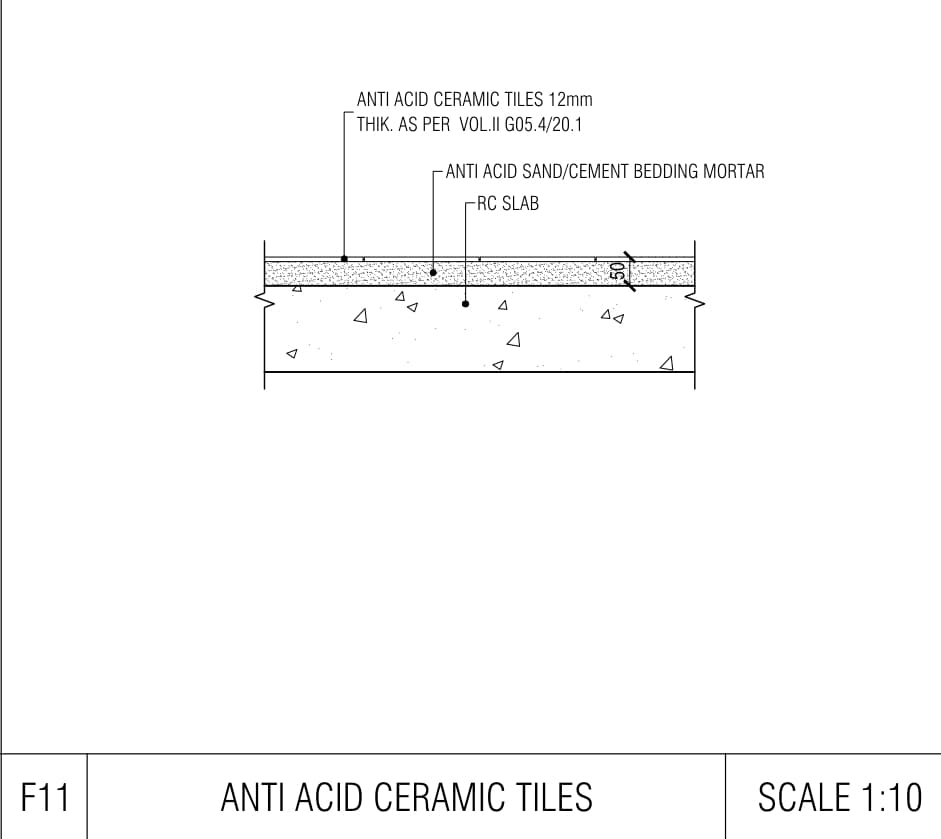 ANTI ACID CERAMIC TILES 12mm
THIK. AS PER VOL.II G05.4/20.1
ANTI ACID SAND/CEMENT BEDDING MORTAR
RC SLAB
50
F11
ANTI ACID CERAMIC TILES
SCALE 1:10